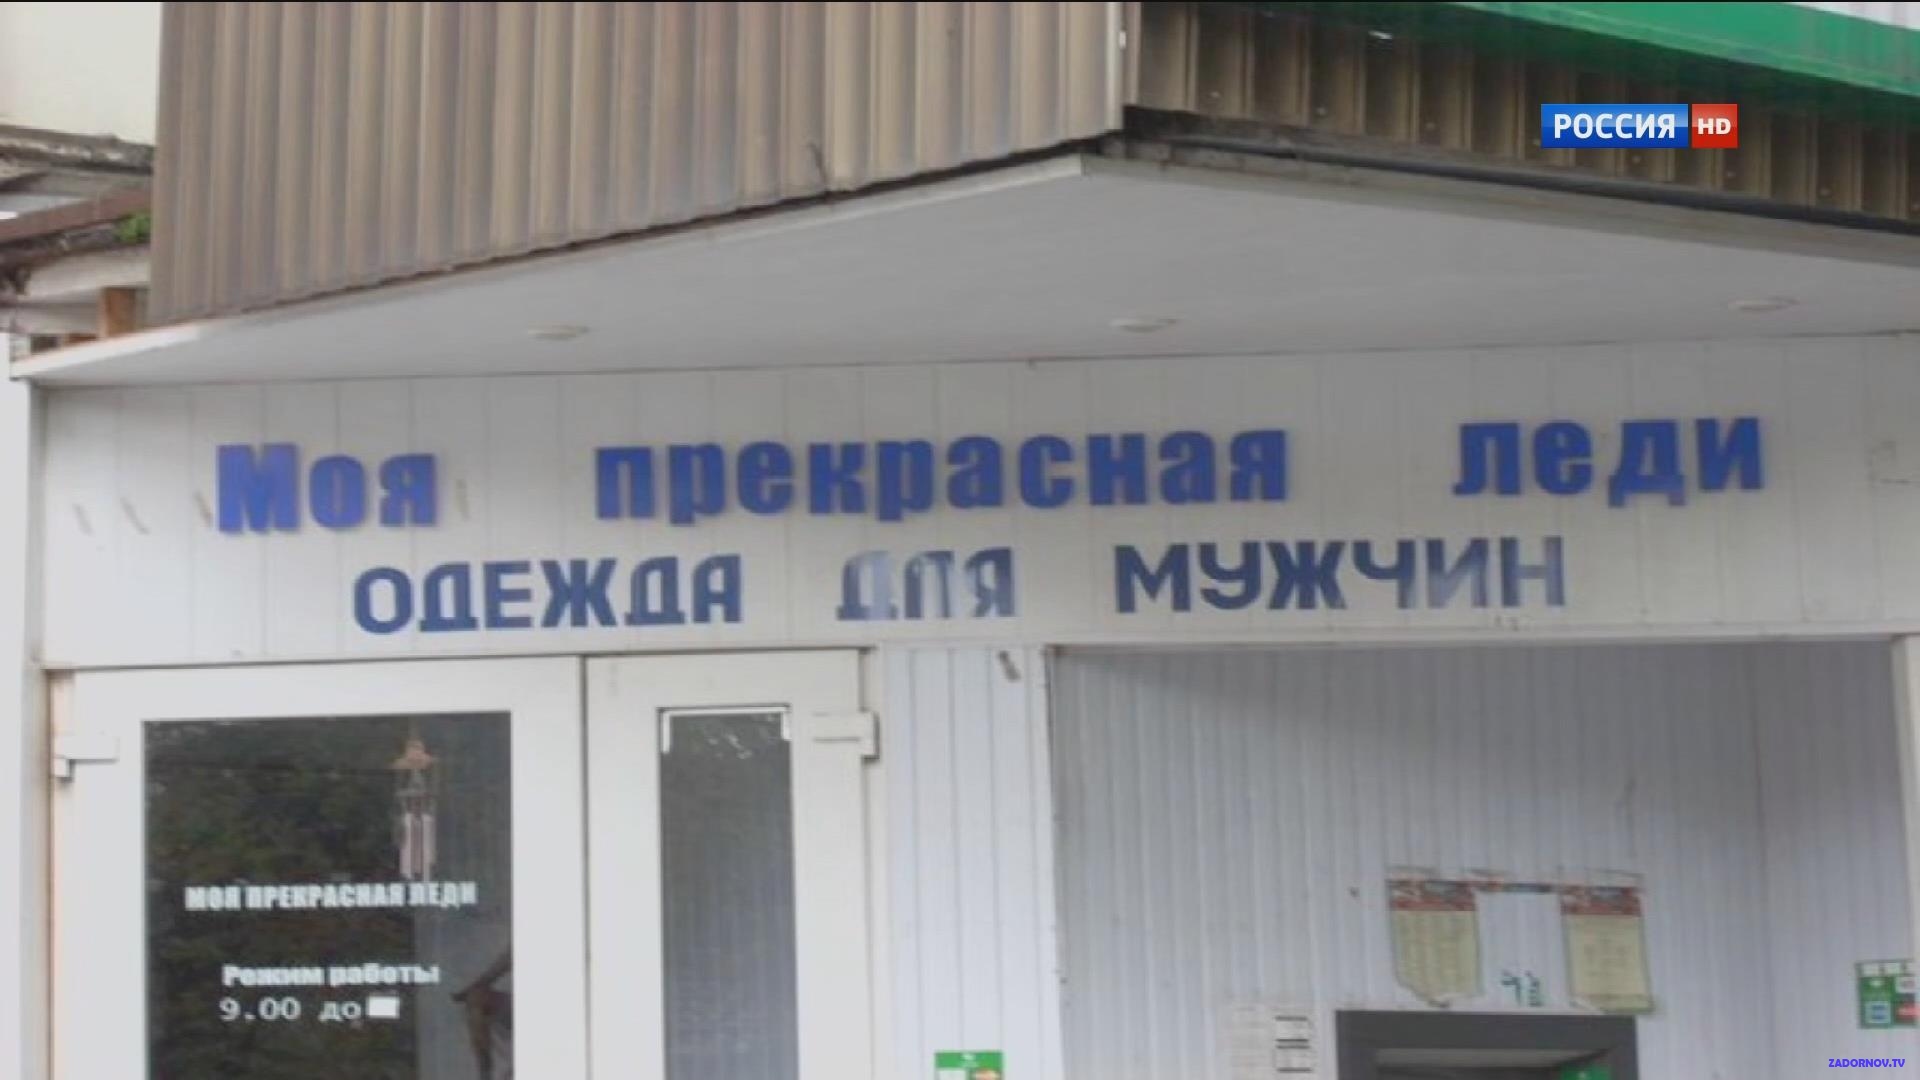 РОССИЯ HD
Моя прекрасная леди
ОДЕЖДА ДЛЯ МУЖЧИН
МОЯ ПРЕКРАСНАЯ ЛЕДИ
Режим работы
9.00 до
ZADORNOV.TV